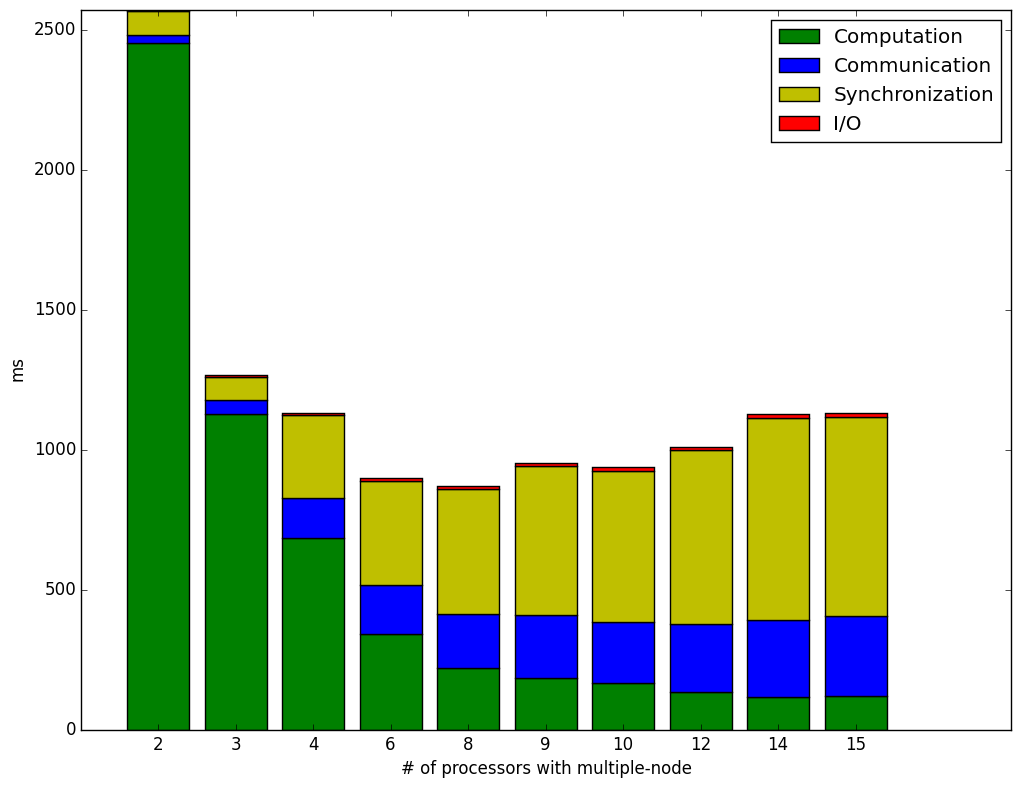 2500
2000
1500
1000
500
0
ms
2 3 4 6 8 9 10 12 14 15
# of processors with multiple-node
Computation
Communication
Synchronization
I/O